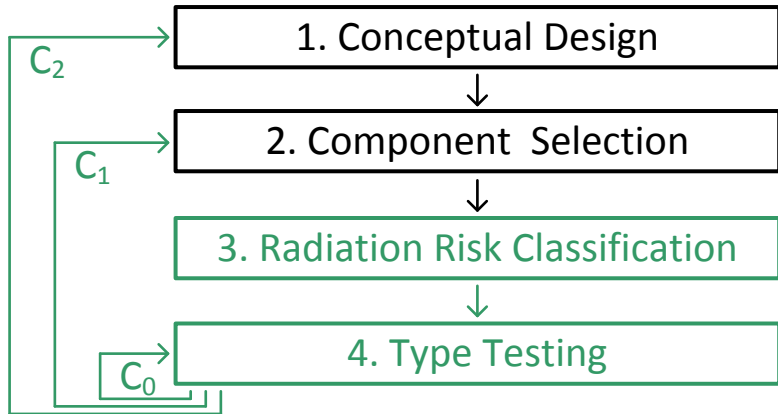 1. Conceptual Design
C₂
2. Component Selection
C₁
3. Radiation Risk Classification
4. Type Testing
C₀